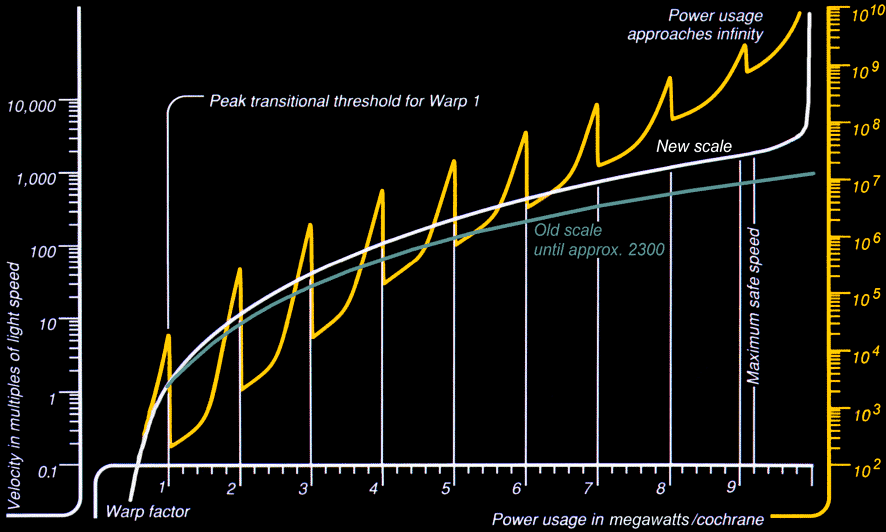 Power usage
approaches infinity
10¹⁰
10⁹
10,000
Peak transitional threshold for Warp 1
10⁸
New scale
1,000
10⁷
Old scale
until approx. 2300
100
10⁶
Velocity in multiples of light speed
Maximum safe speed
10
10⁵
10⁴
1
10³
0.1
10²
1 2 3 4 5 6 7 8 9
Warp factor
Power usage in megawatts/cochrane